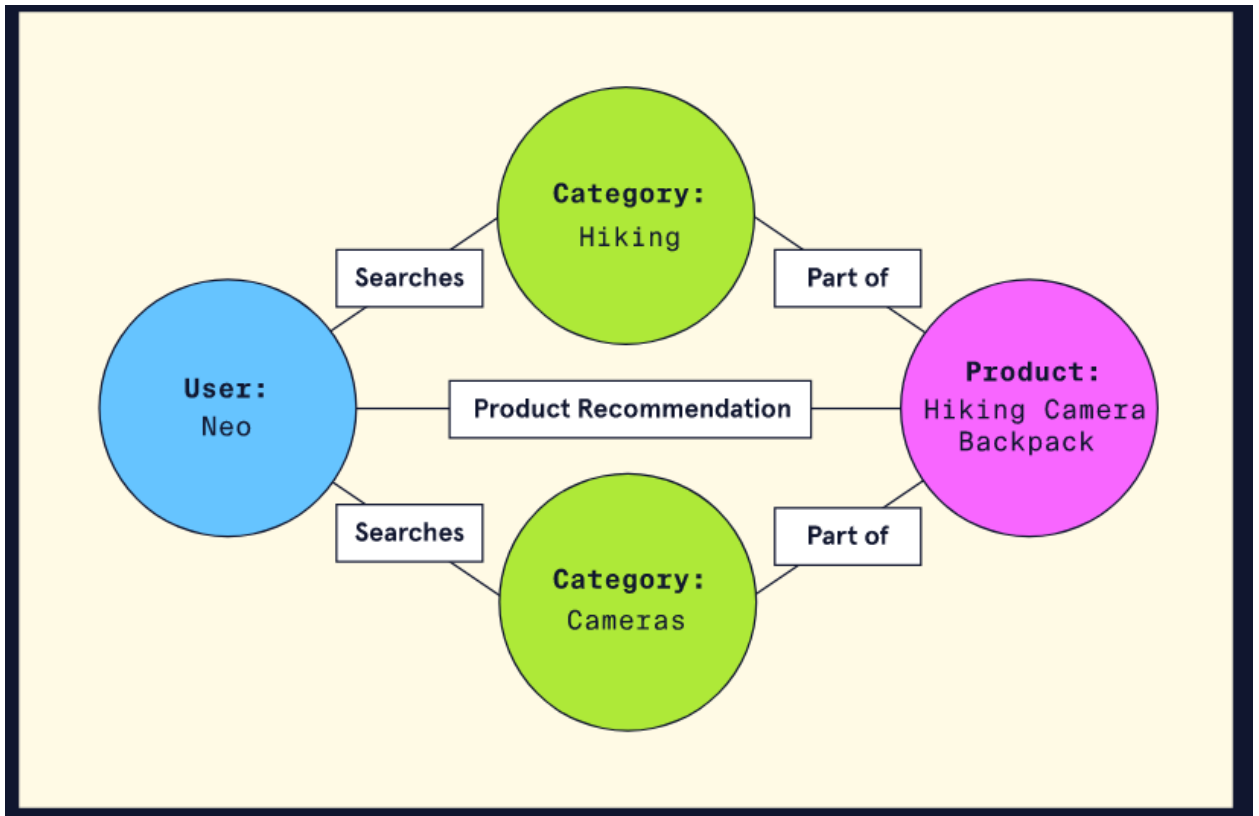 Category:
Hiking
Searches
Part of
User:
Neo
Product Recommendation
Product:
Hiking Camera
Backpack
Searches
Part of
Category:
Cameras